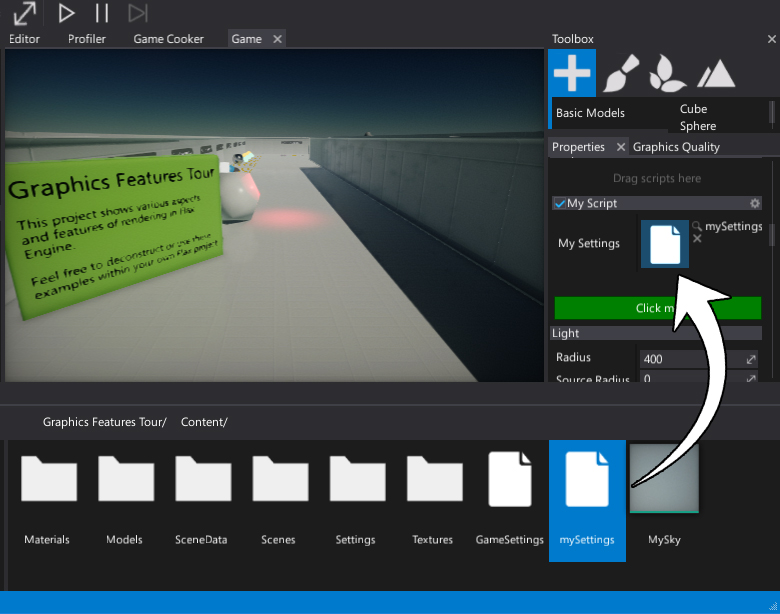 Editor
Profiler
Game Cooker
Game
Toolbox
Basic Models
Cube
Sphere
Properties
Graphics Quality
Drag scripts here
My Script
My Settings
mySettings
Click m
Light
Radius
400
Source Radius
0
Graphics Features Tour
This project shows various aspects
and features of rendering in Flax
Engine.
Feel free to deconstruct or use these
examples within your own Flax project
Graphics Features Tour/
Content/
Materials
Models
SceneData
Scenes
Settings
Textures
GameSettings
mySettings
MySky